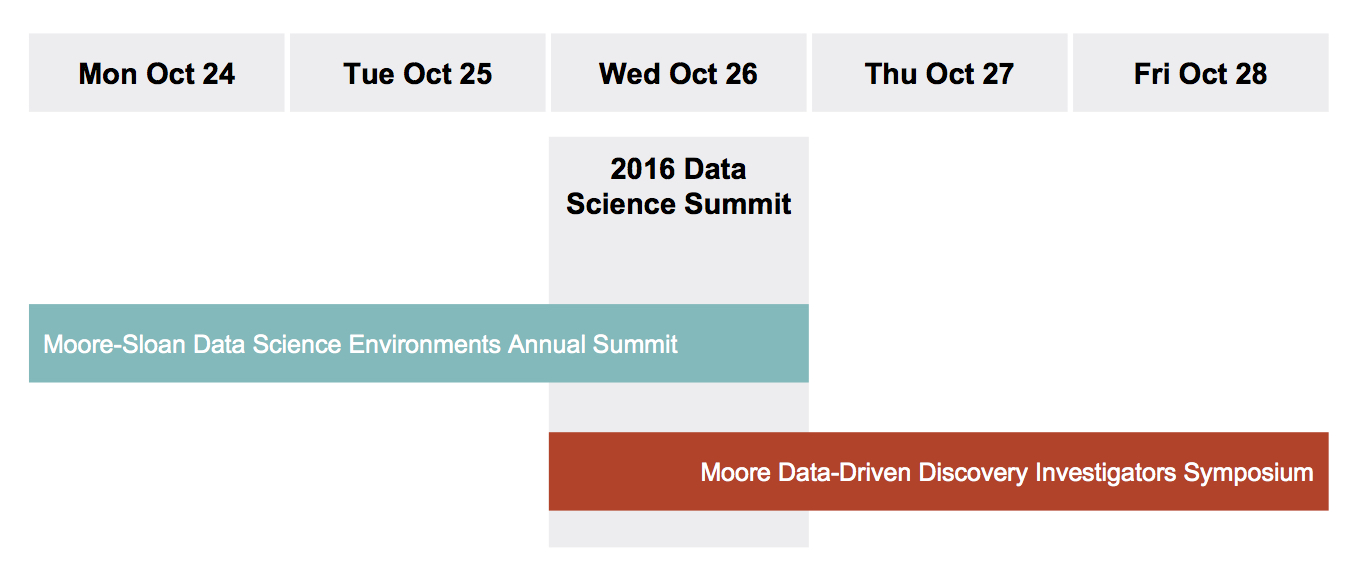 Mon Oct 24
Tue Oct 25
Wed Oct 26
Thu Oct 27
Fri Oct 28
2016 Data
Science Summit
Moore-Sloan Data Science Environments Annual Summit
Moore Data-Driven Discovery Investigators Symposium